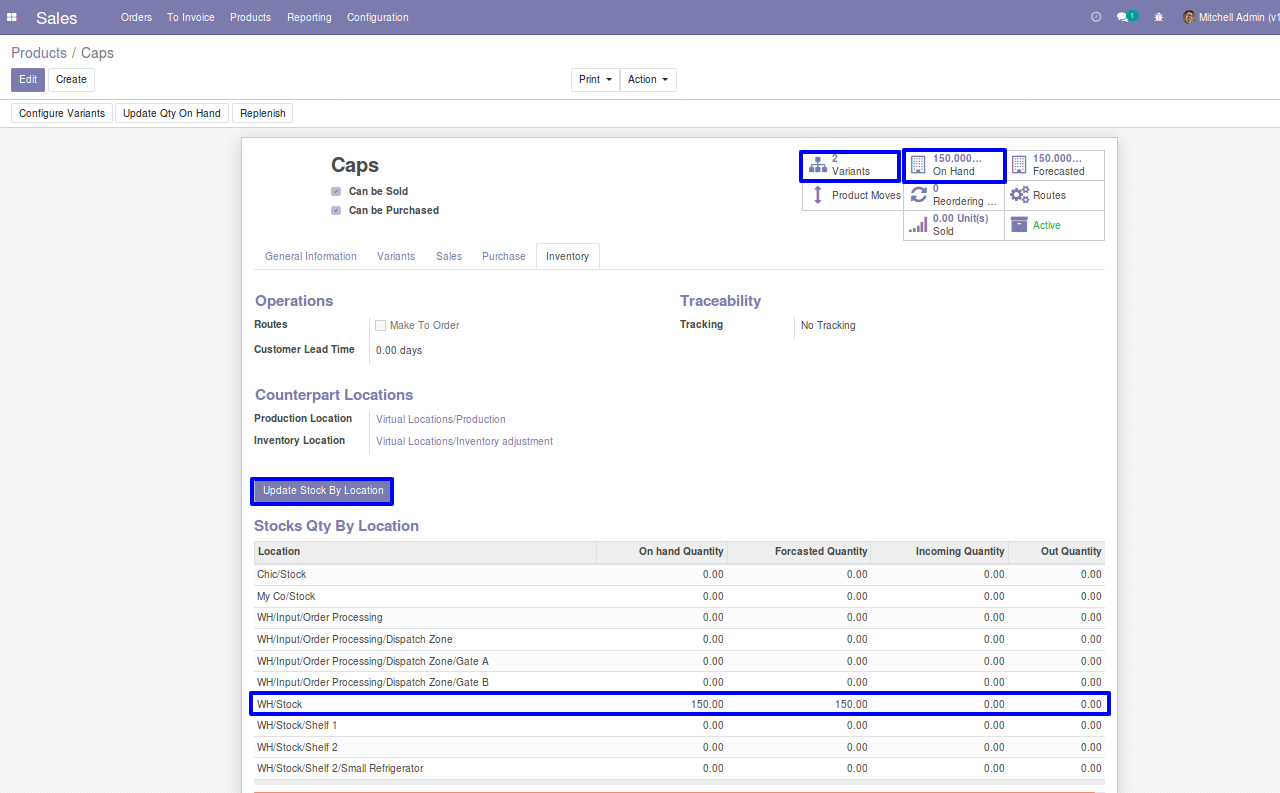 Sales Orders To Invoice Products Reporting Configuration 1 Mitchell Admin (v1
Products / Caps
Edit Create Print Action
Configure Variants Update Qty On Hand Replenish
Caps
Can be Sold
Can be Purchased
2 Variants
150.000... On Hand
150.000... Forecasted
Product Moves
0 Reordering ...
Routes
0.00 Unit(s) Sold
Active
General Information Variants Sales Purchase Inventory
Operations
Routes Make To Order
Customer Lead Time 0.00 days
Traceability
Tracking No Tracking
Counterpart Locations
Production Location Virtual Locations/Production
Inventory Location Virtual Locations/Inventory adjustment
Update Stock By Location
Stocks Qty By Location
Location On hand Quantity Forcasted Quantity Incoming Quantity Out Quantity
Chic/Stock 0.00 0.00 0.00 0.00
My Co/Stock 0.00 0.00 0.00 0.00
WH/Input/Order Processing 0.00 0.00 0.00 0.00
WH/Input/Order Processing/Dispatch Zone 0.00 0.00 0.00 0.00
WH/Input/Order Processing/Dispatch Zone/Gate A 0.00 0.00 0.00 0.00
WH/Input/Order Processing/Dispatch Zone/Gate B 0.00 0.00 0.00 0.00
WH/Stock 150.00 150.00 0.00 0.00
WH/Stock/Shelf 1 0.00 0.00 0.00 0.00
WH/Stock/Shelf 2 0.00 0.00 0.00 0.00
WH/Stock/Shelf 2/Small Refrigerator 0.00 0.00 0.00 0.00